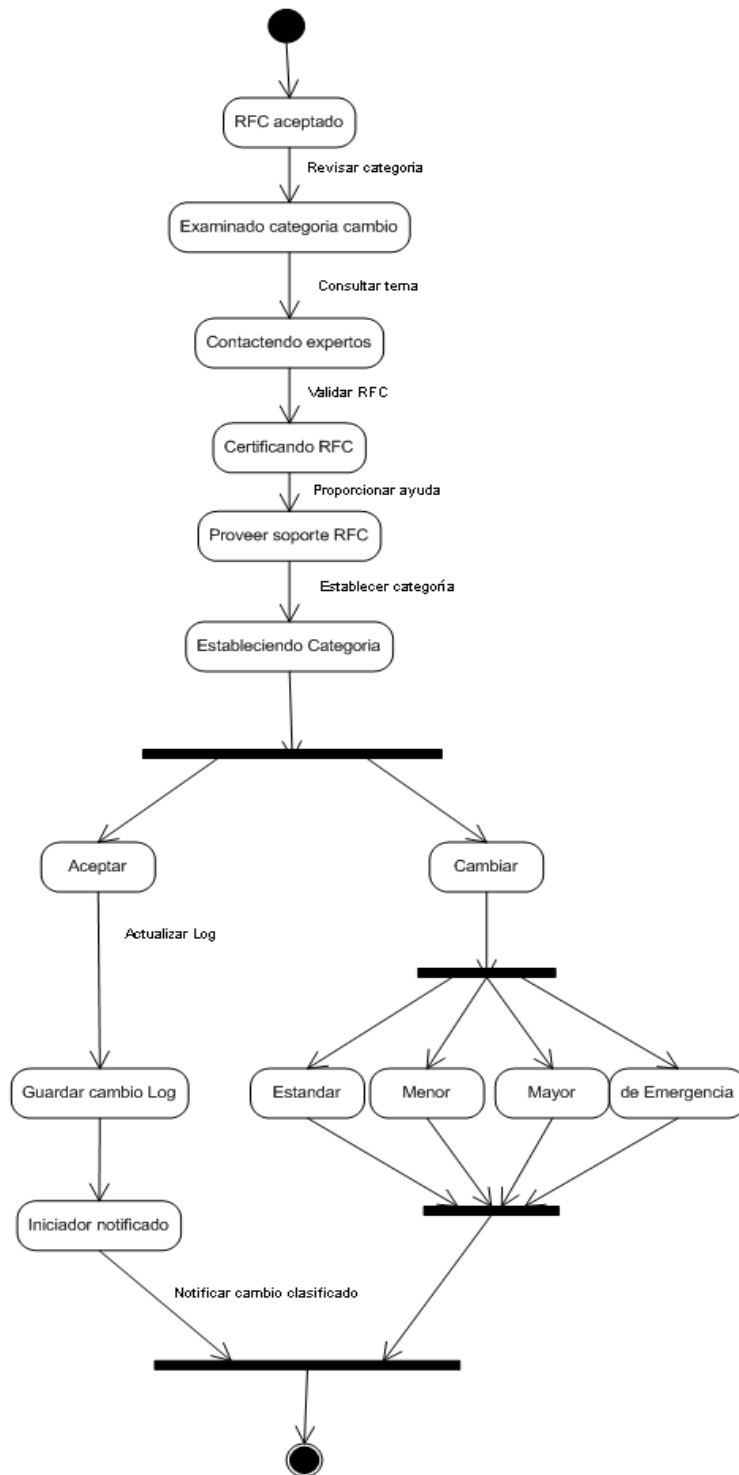 RFC aceptado
Revisar categoria
Examinado categoria cambio
Consultar tema
Contactendo expertos
Validar RFC
Certificando RFC
Proporcionar ayuda
Proveer soporte RFC
Establecer categoría
Estableciendo Categoria
Aceptar
Cambiar
Actualizar Log
Guardar cambio Log
Estandar
Menor
Mayor
de Emergencia
Iniciador notificado
Notificar cambio clasificado